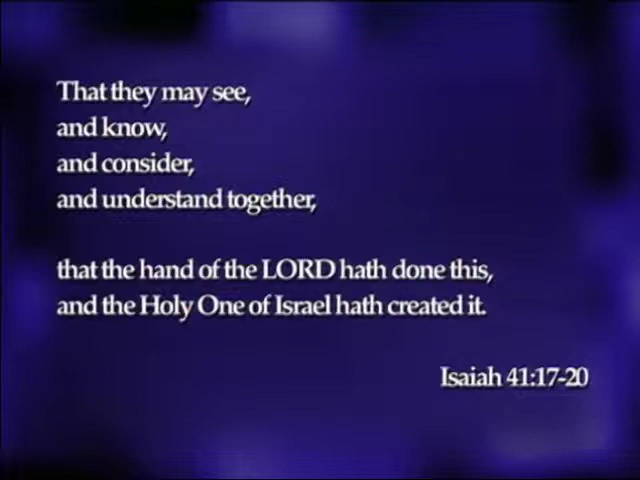 That they may see,
and know,
and consider,
and understand together,
that the hand of the LORD hath done this,
and the Holy One of Israel hath created it.
Isaiah 41:17-20